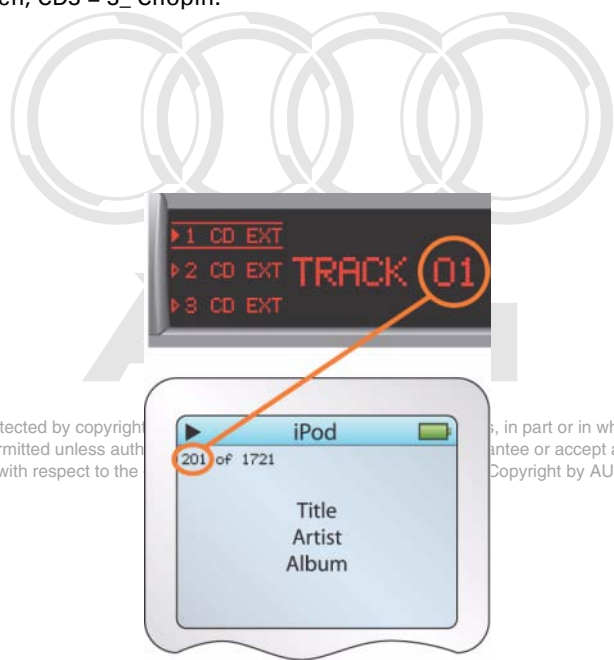 CD3 = 3_ Chopin.
1 CD EXT
2 CD EXT
TRACK 01
3 CD EXT
iPod
201 of 1721
Title
Artist
Album
tected by copyright
, in part or in wh
rmitted unless auth
antee or accept a
with respect to the
Copyright by AU